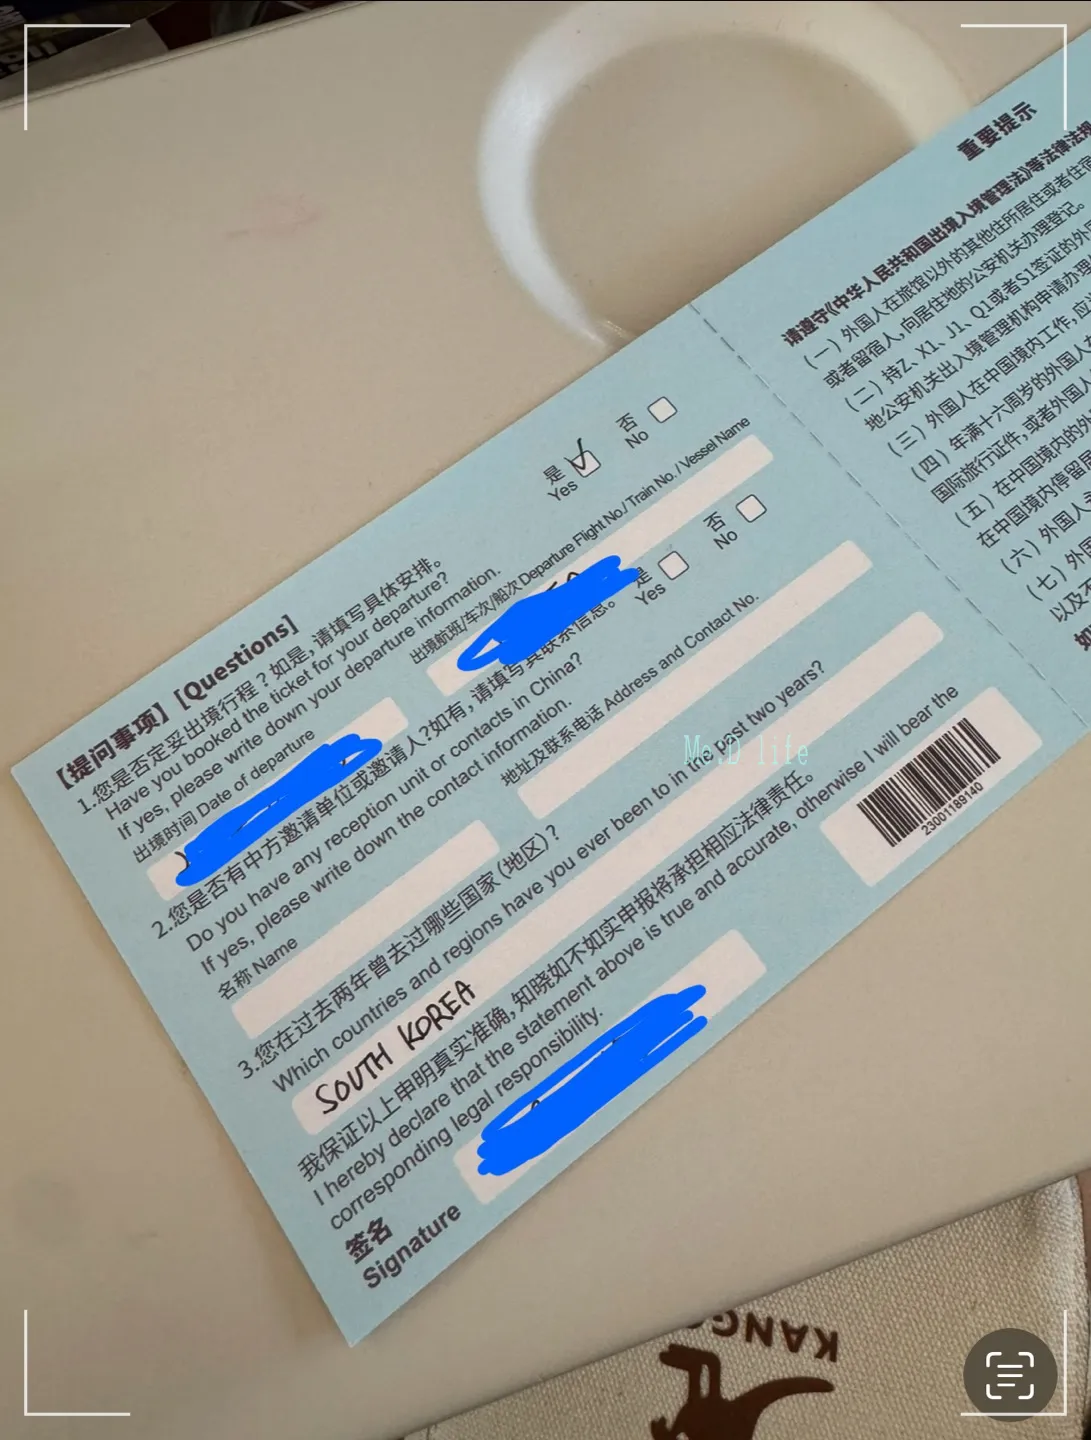 【提问事项】【Questions】
1.您是否定妥出境行程？如是,请填写具体安排。
Have you booked the ticket for your departure?
If yes, please write down your departure information.
是
Yes
否
No
出境时间 Date of departure
出境航班/车次/船次 Departure Flight No./ Train No. / Vessel Name
2.您是否有中方邀请单位或邀请人?如有,请填写其联系信息。
Do you have any reception unit or contacts in China?
If yes, please write down the contact information.
是
Yes
否
No
名称 Name
地址及联系电话 Address and Contact No.
3.您在过去两年曾去过哪些国家(地区)?
Which countries and regions have you ever been to in the past two years?
SOUTH KOREA
我保证以上申明真实准确,知晓如不如实申报将承担相应法律责任。
I hereby declare that the statement above is true and accurate, otherwise I will bear the
corresponding legal responsibility.
签名
Signature
23001189140
重要提示
请遵守《中华人民共和国出境入境管理法》等法律法规
(一) 外国人在旅馆以外的其他住所居住或者住宿
或者留宿人,向居住地的公安机关办理登记。
(二) 持Z、X1、J1、Q1或者S1签证的外国
地公安机关出入境管理机构申请办理
(三) 外国人在中国境内工作,应
(四) 年满十六周岁的外国人在
国际旅行证件,或者外国人
(五) 在中国境内的外
在中国境内停留居
(六) 外国人
(七) 外国
以及
Me.D life
KANG